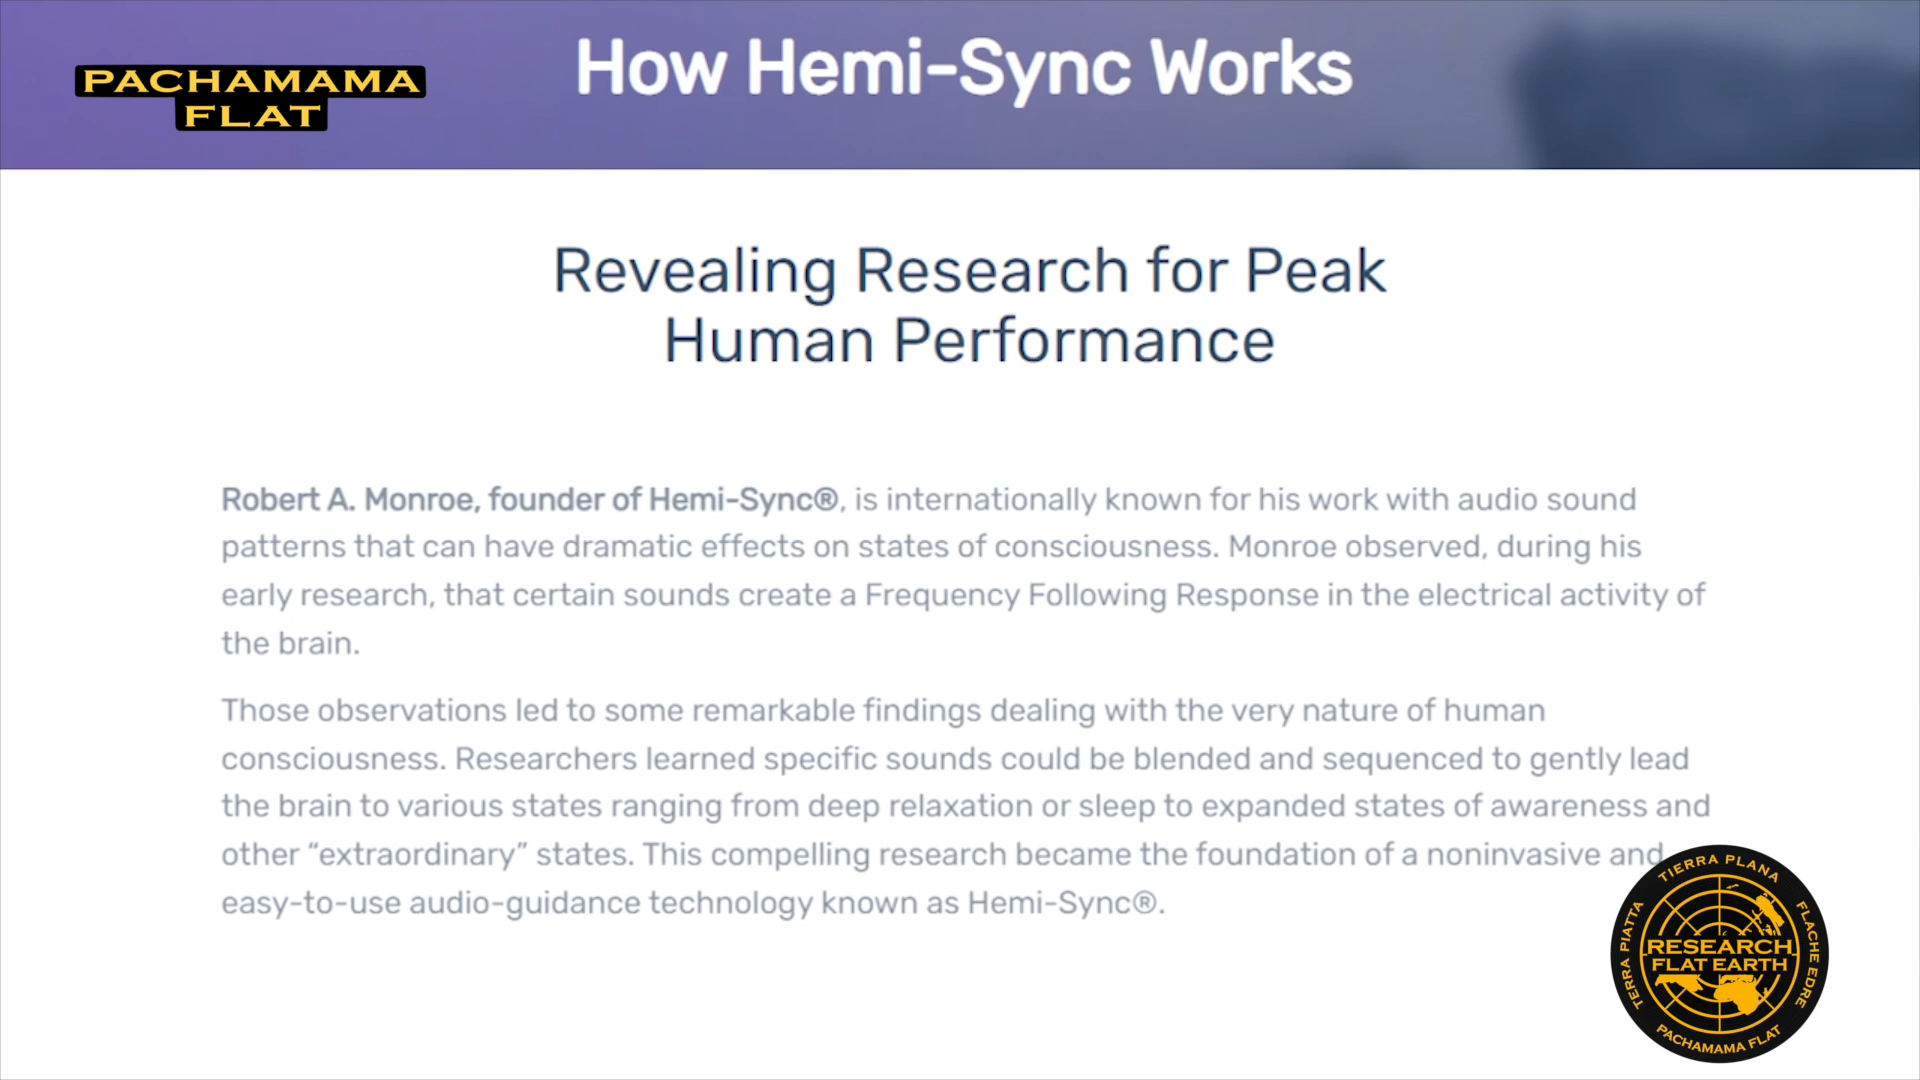 PACHAMAMA
FLAT
How Hemi-Sync Works
Revealing Research for Peak
Human Performance
Robert A. Monroe, founder of Hemi-Sync®, is internationally known for his work with audio sound
patterns that can have dramatic effects on states of consciousness. Monroe observed, during his
early research, that certain sounds create a Frequency Following Response in the electrical activity of
the brain.
Those observations led to some remarkable findings dealing with the very nature of human
consciousness. Researchers learned specific sounds could be blended and sequenced to gently lead
the brain to various states ranging from deep relaxation or sleep to expanded states of awareness and
other “extraordinary” states. This compelling research became the foundation of a noninvasive and
easy-to-use audio-guidance technology known as Hemi-Sync®.
TIERRA PLANA
TERRA PIATTA
FLACHE EDRE
RESEARCH
FLAT EARTH
PACHAMAMA FLAT